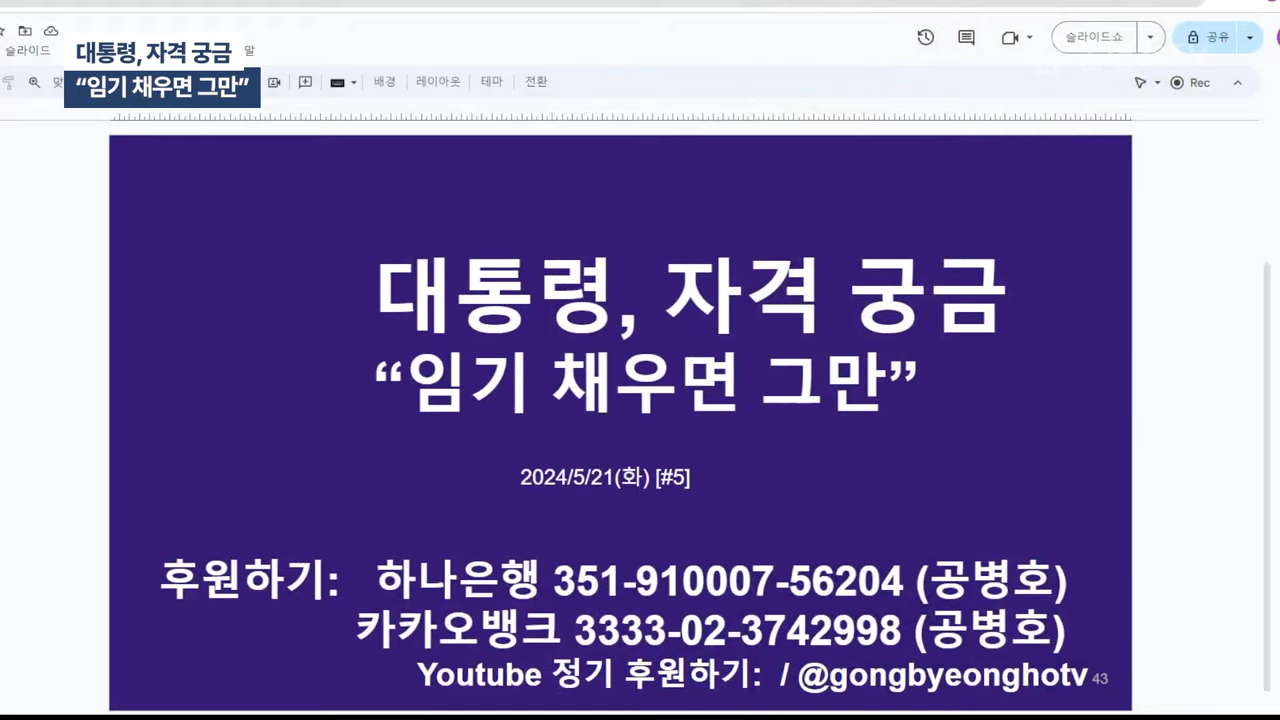 슬라이드
대통령, 자격 궁금
말
“임기 채우면 그만”
슬라이드쇼
공유
맞
배경
레이아웃
테마
전환
Rec
대통령, 자격 궁금
“임기 채우면 그만”
2024/5/21(화) [#5]
후원하기: 하나은행 351-910007-56204 (공병호)
카카오뱅크 3333-02-3742998 (공병호)
Youtube 정기 후원하기: / @gongbyeonghotv
43